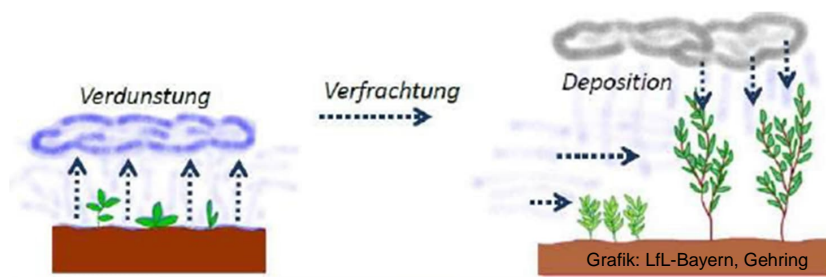 Verdunstung
Verfrachtung
Deposition
Grafik: LfL-Bayern, Gehring